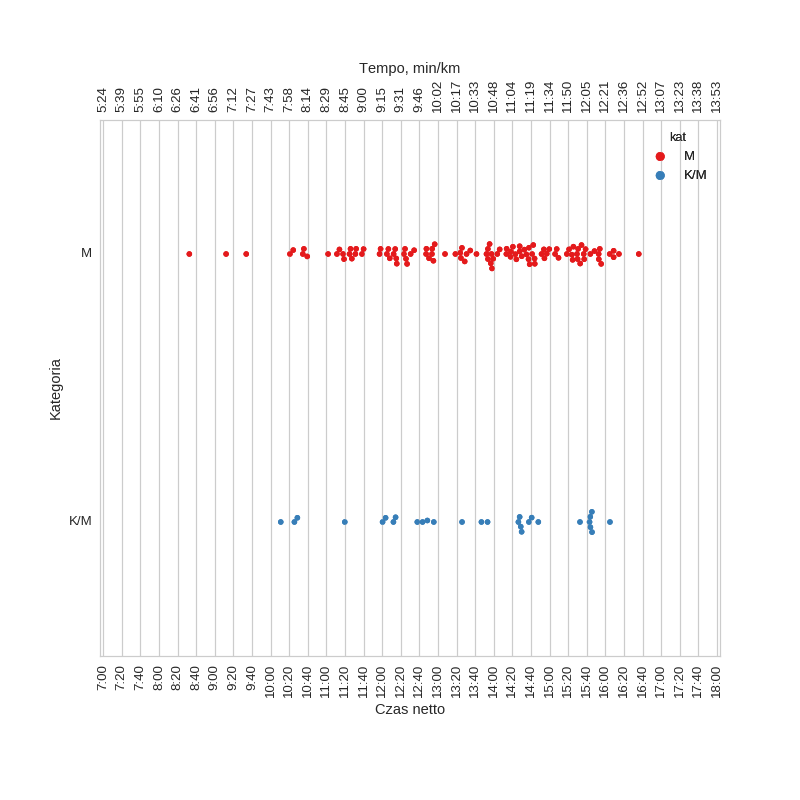 Tempo, min/km
5:24 5:39 5:55 6:10 6:26 6:41 6:56 7:12 7:27 7:43 7:58 8:14 8:29 8:45 9:00 9:15 9:31 9:46 10:02 10:17 10:33 10:48 11:04 11:19 11:34 11:50 12:05 12:21 12:36 12:52 13:07 13:23 13:38 13:53
kat
M
K/M
M
Kategoria
K/M
7:00 7:20 7:40 8:00 8:20 8:40 9:00 9:20 9:40 10:00 10:20 10:40 11:00 11:20 11:40 12:00 12:20 12:40 13:00 13:20 13:40 14:00 14:20 14:40 15:00 15:20 15:40 16:00 16:20 16:40 17:00 17:20 17:40 18:00
Czas netto